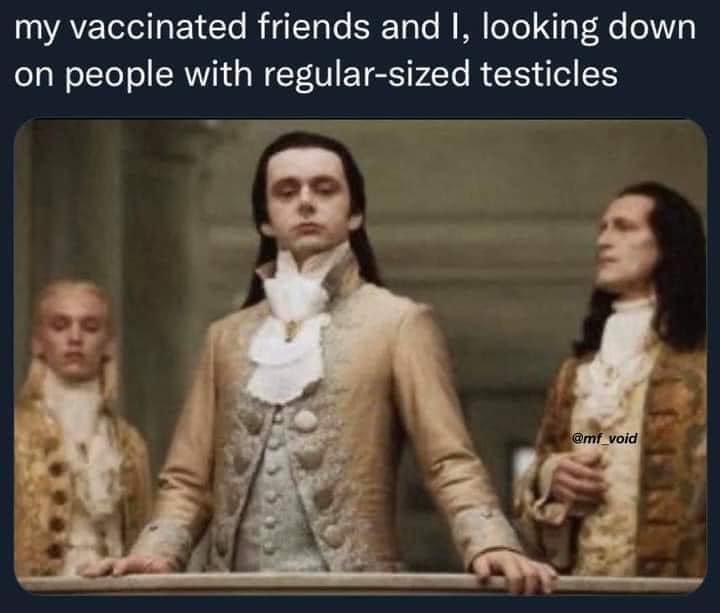 my vaccinated friends and I, looking down
on people with regular-sized testicles
@mf_void